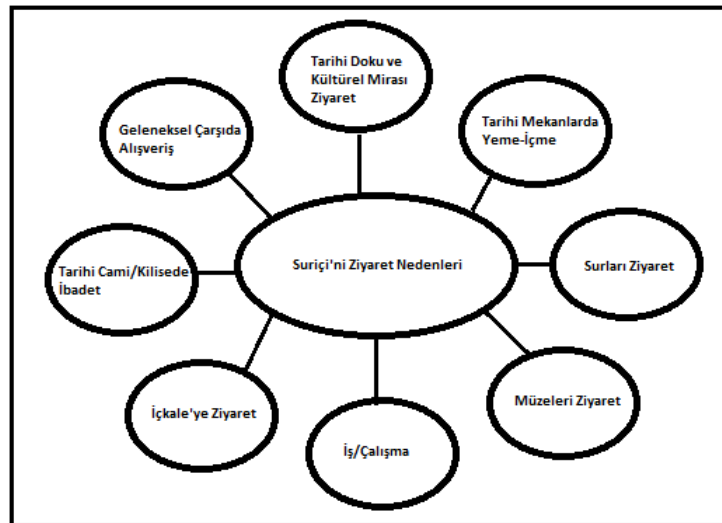 Tarihi Doku ve
Kültürel Mirası
Ziyaret
Geleneksel Çarşıda
Alışveriş
Tarihi Mekanlarda
Yeme-İçme
Suriçi'ni Ziyaret Nedenleri
Tarihi Cami/Kilisede
İbadet
Surları Ziyaret
İçkale'ye Ziyaret
Müzeleri Ziyaret
İş/Çalışma